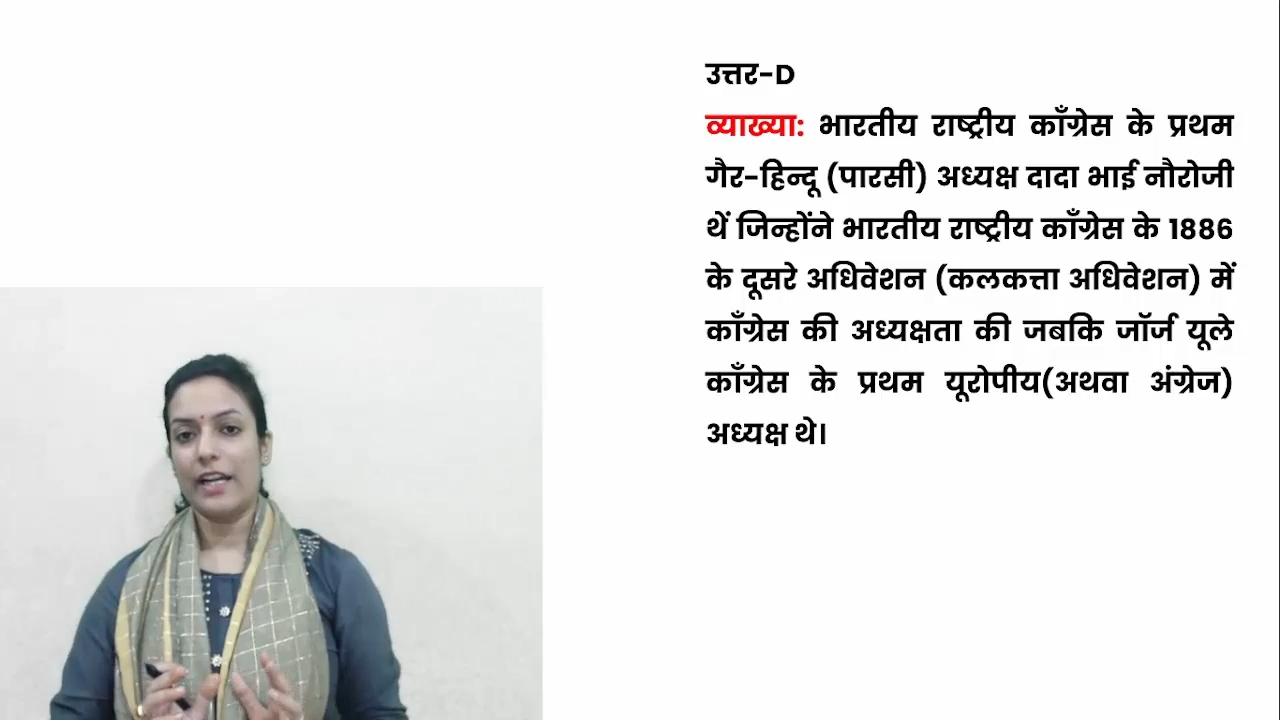 उत्तर-D
व्याख्या: भारतीय राष्ट्रीय काँग्रेस के प्रथम
गैर-हिन्दू (पारसी) अध्यक्ष दादा भाई नौरोजी
थें जिन्होंने भारतीय राष्ट्रीय काँग्रेस के 1886
के दूसरे अधिवेशन (कलकत्ता अधिवेशन) में
काँग्रेस की अध्यक्षता की जबकि जॉर्ज यूले
काँग्रेस के प्रथम यूरोपीय(अथवा अंग्रेज)
अध्यक्ष थे।